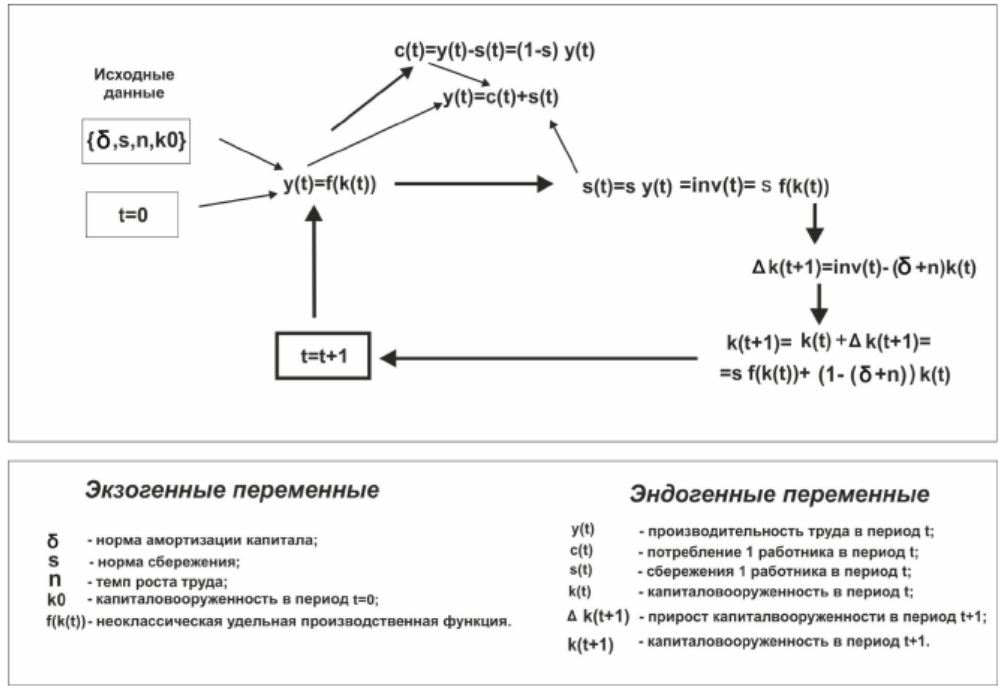 c(t)=y(t)-s(t)=(1-s) y(t)
Исходные
данные
y(t)=c(t)+s(t)
{δ,s,n,k0}
y(t)=f(k(t))
s(t)=s y(t) =inv(t)= s f(k(t))
t=0
Δk(t+1)=inv(t)-(δ+n)k(t)
t=t+1
k(t+1)= k(t)+Δk(t+1)=
=s f(k(t))+ (1-(δ+n))k(t)
Экзогенные переменные
δ - норма амортизации капитала;
s - норма сбережения;
n - темп роста труда;
k0 - капиталовооруженность в период t=0;
f(k(t)) - неоклассическая удельная производственная функция.
Эндогенные переменные
y(t) - производительность труда в период t;
c(t) - потребление 1 работника в период t;
s(t) - сбережения 1 работника в период t;
k(t) - капиталовооруженность в период t;
Δ k(t+1) - прирост капиталвооруженности в период t+1;
k(t+1) - капиталовооруженность в период t+1.